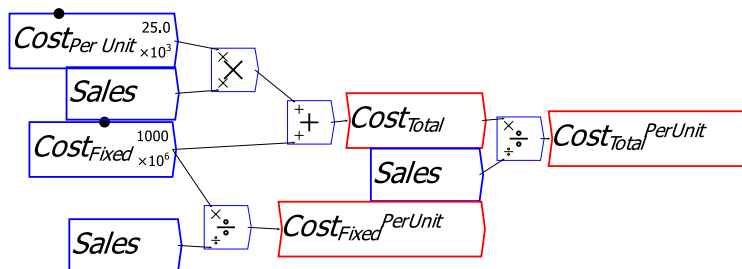 Cost Per Unit 25.0 ×10³
×
×
×
Sales
+
+
+
Cost Total
×
÷
÷
Cost Total PerUnit
Cost Fixed 1000 ×10⁶
Sales
×
÷
÷
Cost Fixed PerUnit
Sales